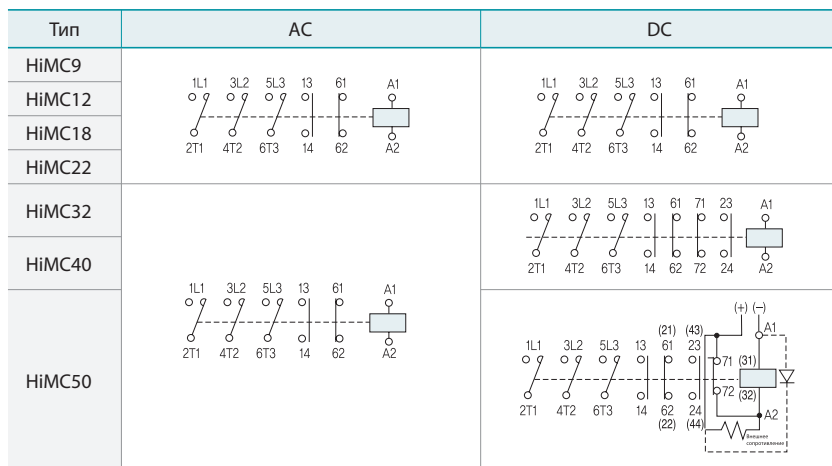 Тип AC DC
HiMC9
HiMC12
HiMC18
HiMC22
1L1 3L2 5L3 13 61 A1
2T1 4T2 6T3 14 62 A2
1L1 3L2 5L3 13 61 A1
2T1 4T2 6T3 14 62 A2
HiMC32
HiMC40
HiMC50
1L1 3L2 5L3 13 61 A1
2T1 4T2 6T3 14 62 A2
1L1 3L2 5L3 13 61 71 23 A1
2T1 4T2 6T3 14 62 72 24 A2
(+) (–)
(21) (43) A1
1L1 3L2 5L3 13 61 23
71 (31)
72 (32)
2T1 4T2 6T3 14 62 24 A2
(22) (44)
Внешнее
сопротивление